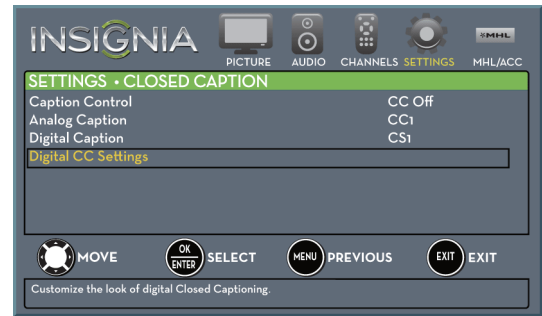 INSIGNIA
PICTURE AUDIO CHANNELS SETTINGS MHL/ACC
MHL
SETTINGS • CLOSED CAPTION
Caption Control CC Off
Analog Caption CC1
Digital Caption CS1
Digital CC Settings
MOVE OK ENTER SELECT MENU PREVIOUS EXIT EXIT
Customize the look of digital Closed Captioning.